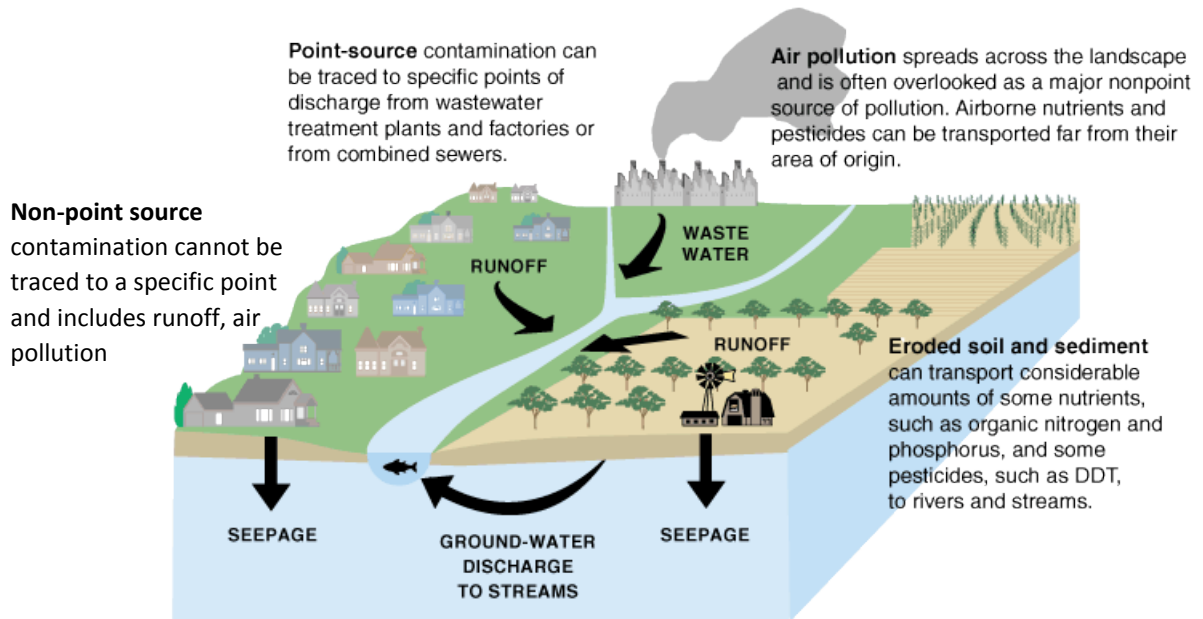 Point-source contamination can
be traced to specific points of
discharge from wastewater
treatment plants and factories or
from combined sewers.
Air pollution spreads across the landscape
and is often overlooked as a major nonpoint
source of pollution. Airborne nutrients and
pesticides can be transported far from their
area of origin.
Non-point source
contamination cannot be
traced to a specific point
and includes runoff, air
pollution
RUNOFF
WASTE
WATER
RUNOFF
Eroded soil and sediment
can transport considerable
amounts of some nutrients,
such as organic nitrogen and
phosphorus, and some
pesticides, such as DDT,
to rivers and streams.
SEEPAGE
GROUND-WATER
DISCHARGE
TO STREAMS
SEEPAGE